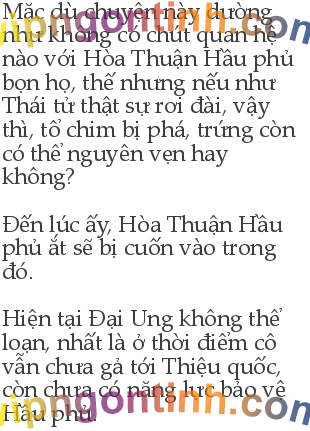 Mặc dù chuyện này dường
như không có chút quan hệ
nào với Hòa Thuận Hầu phủ
bọn họ, thế nhưng nếu như
Thái tử thật sự rơi đài, vậy
thì, tổ chim bị phá, trứng còn
có thể nguyên vẹn hay
không?
Đến lúc ấy, Hòa Thuận Hầu
phủ ắt sẽ bị cuốn vào trong
đó.
Hiện tại Đại Ung không thể
loạn, nhất là ở thời điểm cô
vẫn chưa gả tới Thiệu quốc,
còn chưa có năng lực bảo vệ
Hầu phủ.
vipngontinh.com
vipngontinh.com